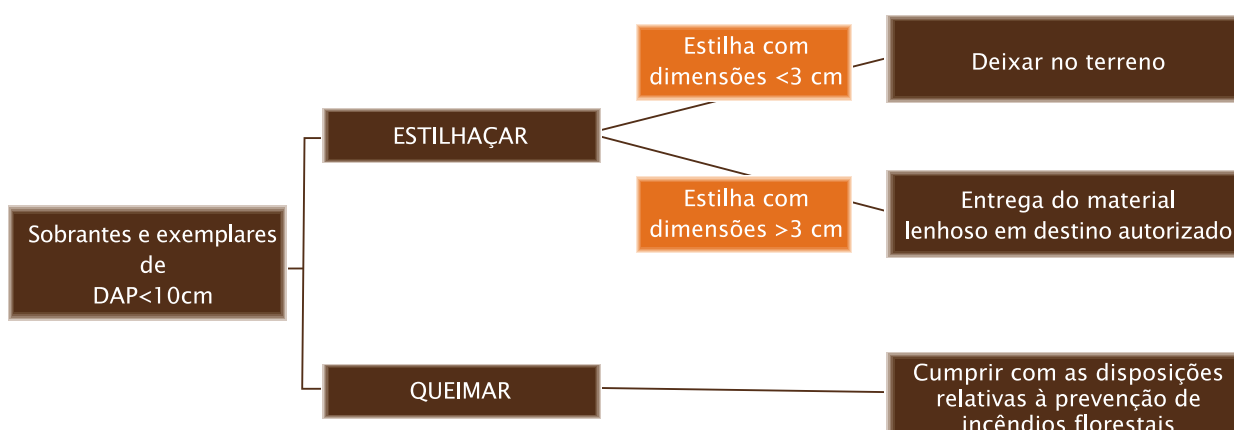 Sobrantes e exemplares
de
DAP<10cm
ESTILHAÇAR
Estilha com
dimensões <3 cm
Deixar no terreno
Estilha com
dimensões >3 cm
Entrega do material
lenhoso em destino autorizado
QUEIMAR
Cumprir com as disposições
relativas à prevenção de
incêndios florestais